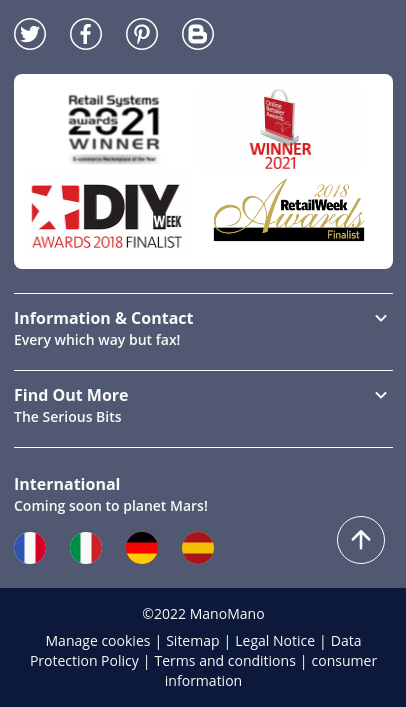 Retail Systems
awards
2021
WINNER
E-commerce Marketplace of the Year
Online
Retailer
Awards
WINNER
2021
DIY
WEEK
AWARDS 2018 FINALIST
2018
RetailWeek
Awards
Finalist
Information & Contact
Every which way but fax!
Find Out More
The Serious Bits
International
Coming soon to planet Mars!
©2022 ManoMano
Manage cookies | Sitemap | Legal Notice | Data
Protection Policy | Terms and conditions | consumer
information